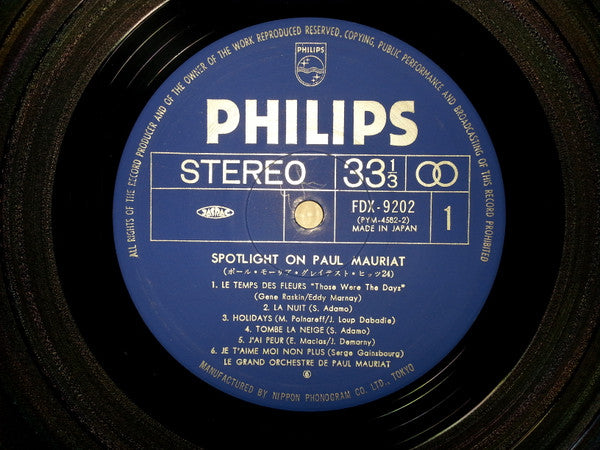 ALL RIGHTS OF THE RECORD PRODUCER AND OF THE OWNER OF THE WORK REPRODUCED RESERVED. COPYING, PUBLIC PERFORMANCE AND BROADCASTING OF THIS RECORD PROHIBITED
PHILIPS
PHILIPS
STEREO 33 1/3
JASRAC
FDX-9202
(PYM-4582-2)
MADE IN JAPAN
1
SPOTLIGHT ON PAUL MAURIAT
(ポール・モーリア・グレイテスト・ヒッツ24)
1. LE TEMPS DES FLEURS "Those Were The Days"
(Gene Raskin/Eddy Marnay)
2. LA NUIT (S. Adamo)
3. HOLIDAYS (M. Polnareff/J. Loup Dabadie)
4. TOMBE LA NEIGE (S. Adamo)
5. J'AI PEUR (E. Macias/J. Demorny)
6. JE T'AIME MOI NON PLUS (Serge Gainsbourg)
LE GRAND ORCHESTRE DE PAUL MAURIAT
MANUFACTURED BY NIPPON PHONOGRAM CO. LTD., TOKYO